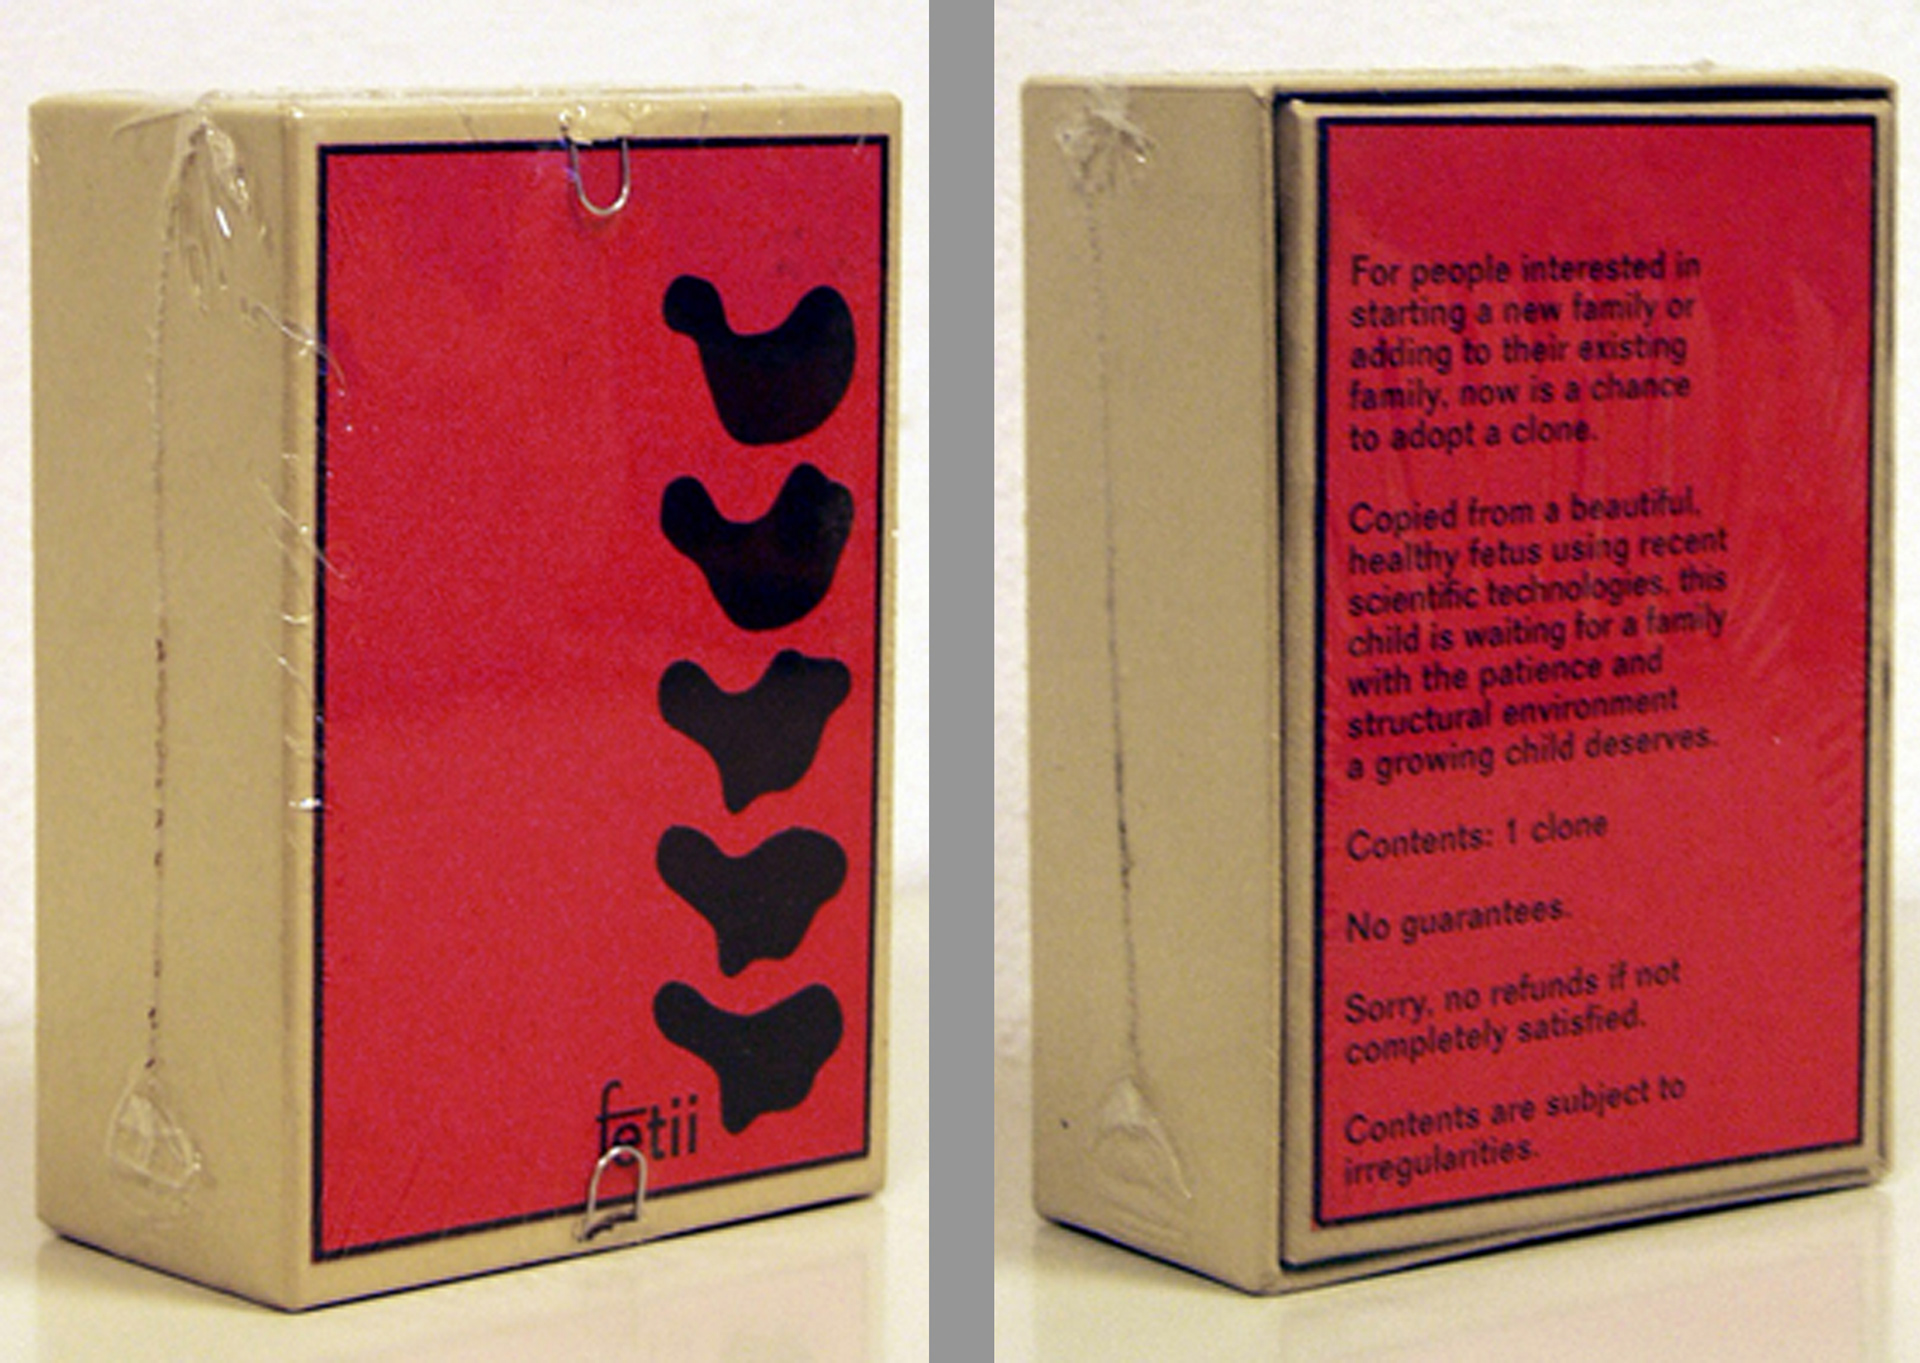 fetii
For people interested in
starting a new family or
adding to their existing
family, now is a chance
to adopt a clone.
Copied from a beautiful,
healthy fetus using recent
scientific technologies, this
child is waiting for a family
with the patience and
structural environment
a growing child deserves.
Contents: 1 clone
No guarantees.
Sorry, no refunds if not
completely satisfied.
Contents are subject to
irregularities.